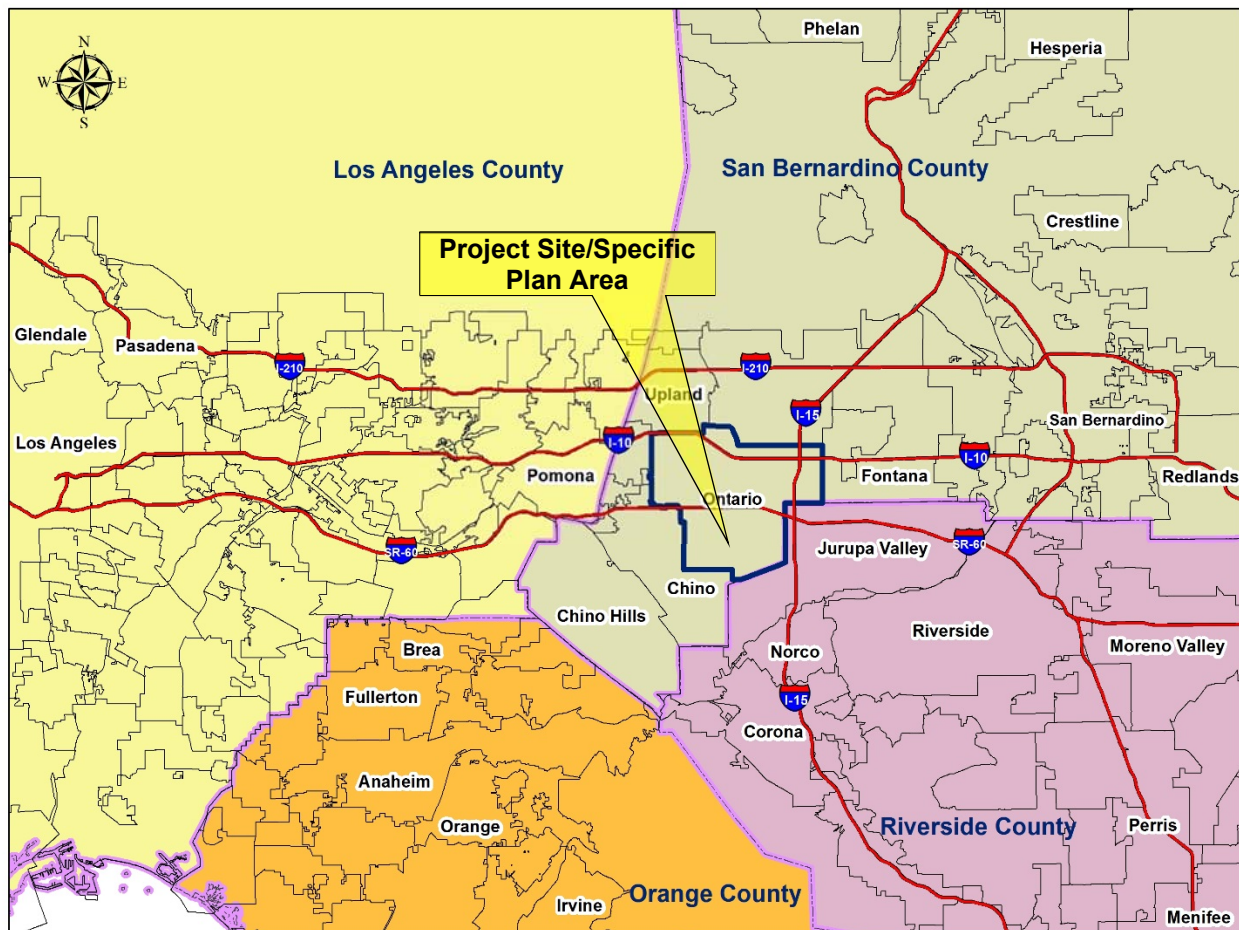 Phelan
Hesperia
N
W E
S
Los Angeles County
San Bernardino County
Crestline
Project Site/Specific
Plan Area
Glendale
Pasadena
I-210
I-210
Upland
I-15
San Bernardino
Los Angeles
I-10
Pomona
Fontana
I-10
Redlands
Ontario
SR-60
SR-60
Jurupa Valley
Chino
Chino Hills
Riverside
Moreno Valley
Brea
Norco
Fullerton
I-15
Corona
Anaheim
Orange
Riverside County
Perris
Orange County
Irvine
Menifee